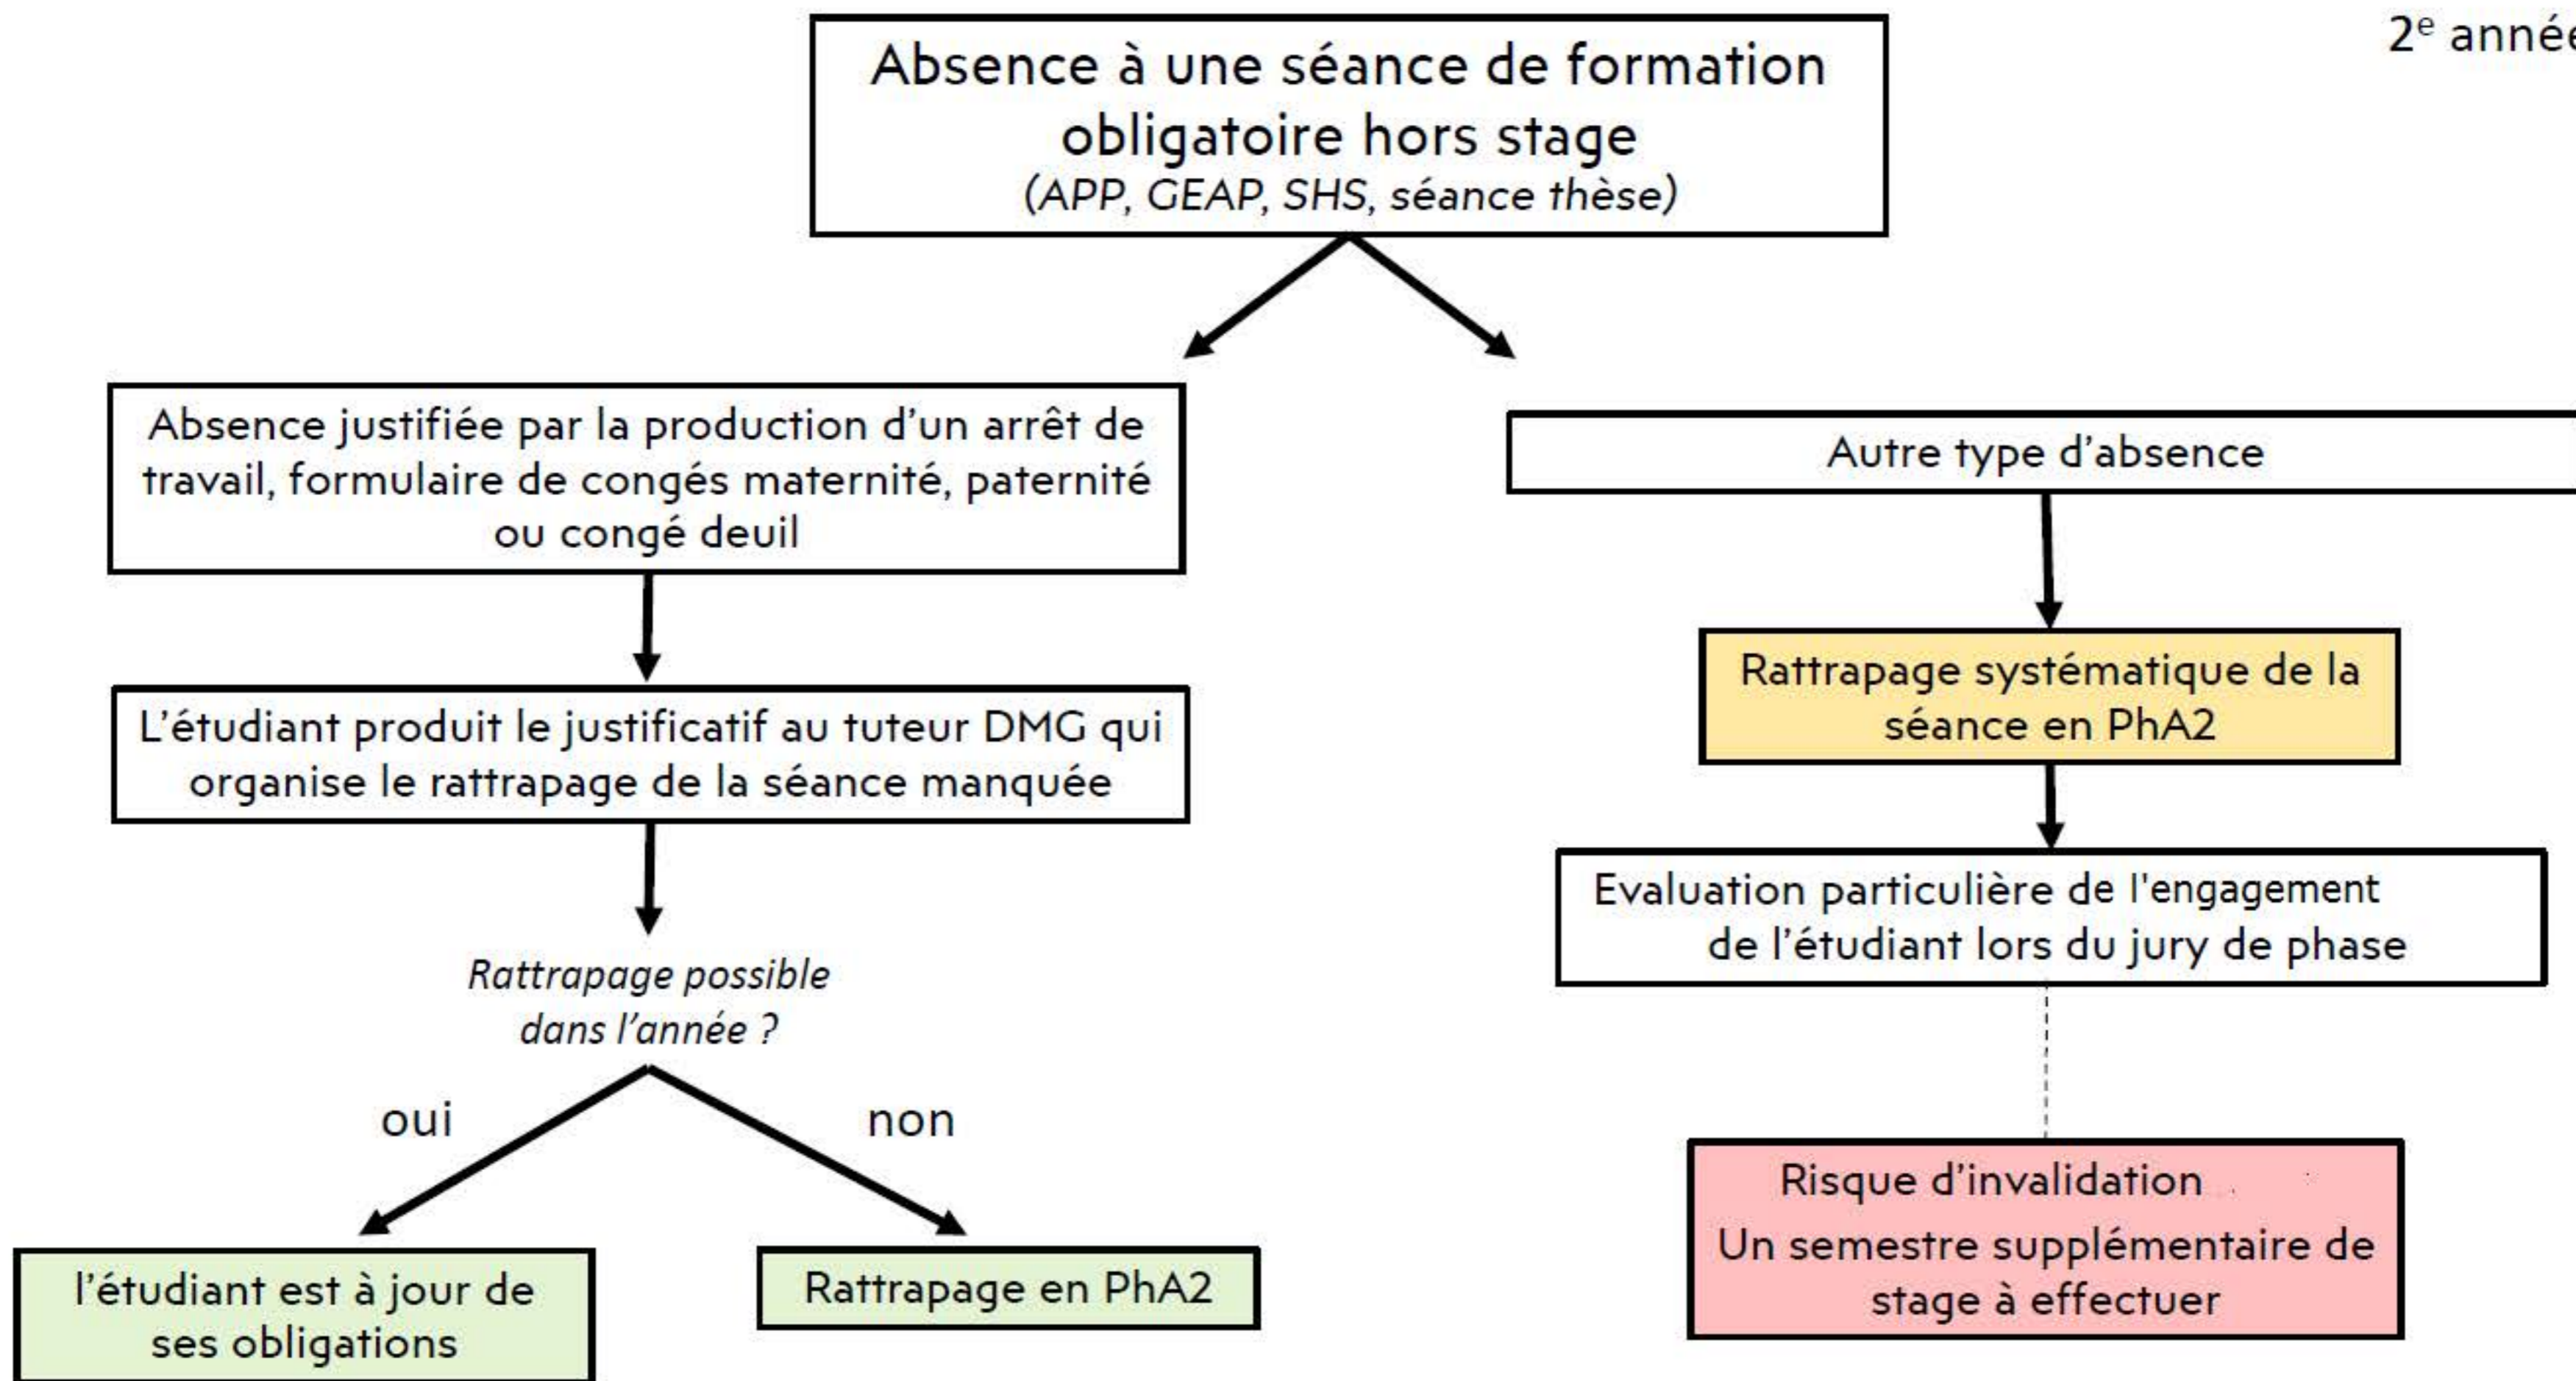 2e année
Absence à une séance de formation
obligatoire hors stage
(APP, GEAP, SHS, séance thèse)
Absence justifiée par la production d'un arrêt de
travail, formulaire de congés maternité, paternité
ou congé deuil
Autre type d'absence
L'étudiant produit le justificatif au tuteur DMG qui
organise le rattrapage de la séance manquée
Rattrapage systématique de la
séance en PhA2
Evaluation particulière de l'engagement
de l'étudiant lors du jury de phase
Rattrapage possible
dans l'année ?
oui
non
l'étudiant est à jour de
ses obligations
Rattrapage en PhA2
Risque d'invalidation
Un semestre supplémentaire de
stage à effectuer